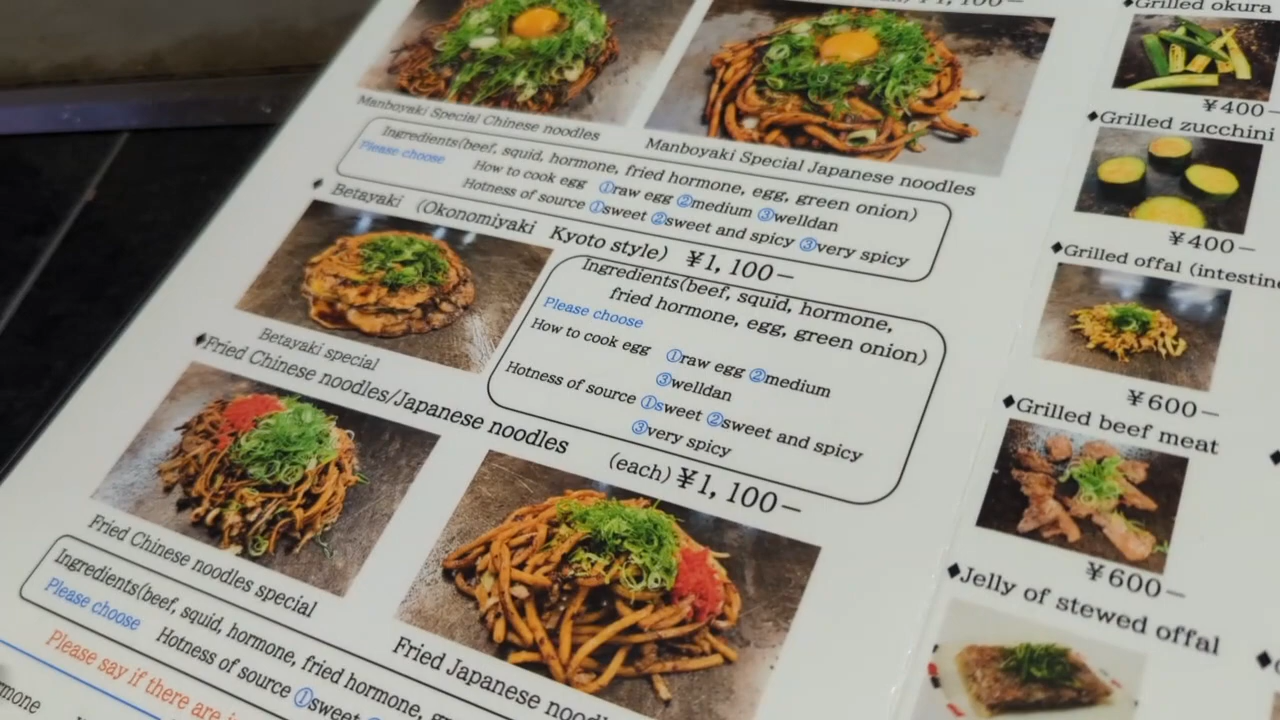 ¥1,100−
Manboyaki Special Chinese noodles
Manboyaki Special Japanese noodles
Ingredients(beef, squid, hormone, fried hormone, egg, green onion)
Please choose
How to cook egg ①raw egg ②medium ③welldan
Hotness of source ①sweet ②sweet and spicy ③very spicy
♦ Betayaki (Okonomiyaki Kyoto style) ¥1,100−
Betayaki special
Ingredients(beef, squid, hormone,
fried hormone, egg, green onion)
Please choose
How to cook egg ①raw egg ②medium
③welldan
Hotness of source ①sweet ②sweet and spicy
③very spicy
♦Fried Chinese noodles/Japanese noodles (each) ¥1,100−
Fried Chinese noodles special
Fried Japanese
Ingredients(beef, squid, hormone, fried hormone,
Please choose
Hotness of source ①sweet
Please say if there are
♦Grilled okura
¥400−
♦Grilled zucchini
¥400−
♦Grilled offal
¥600−
♦Grilled beef meat
¥600−
♦Jelly of stewed offal